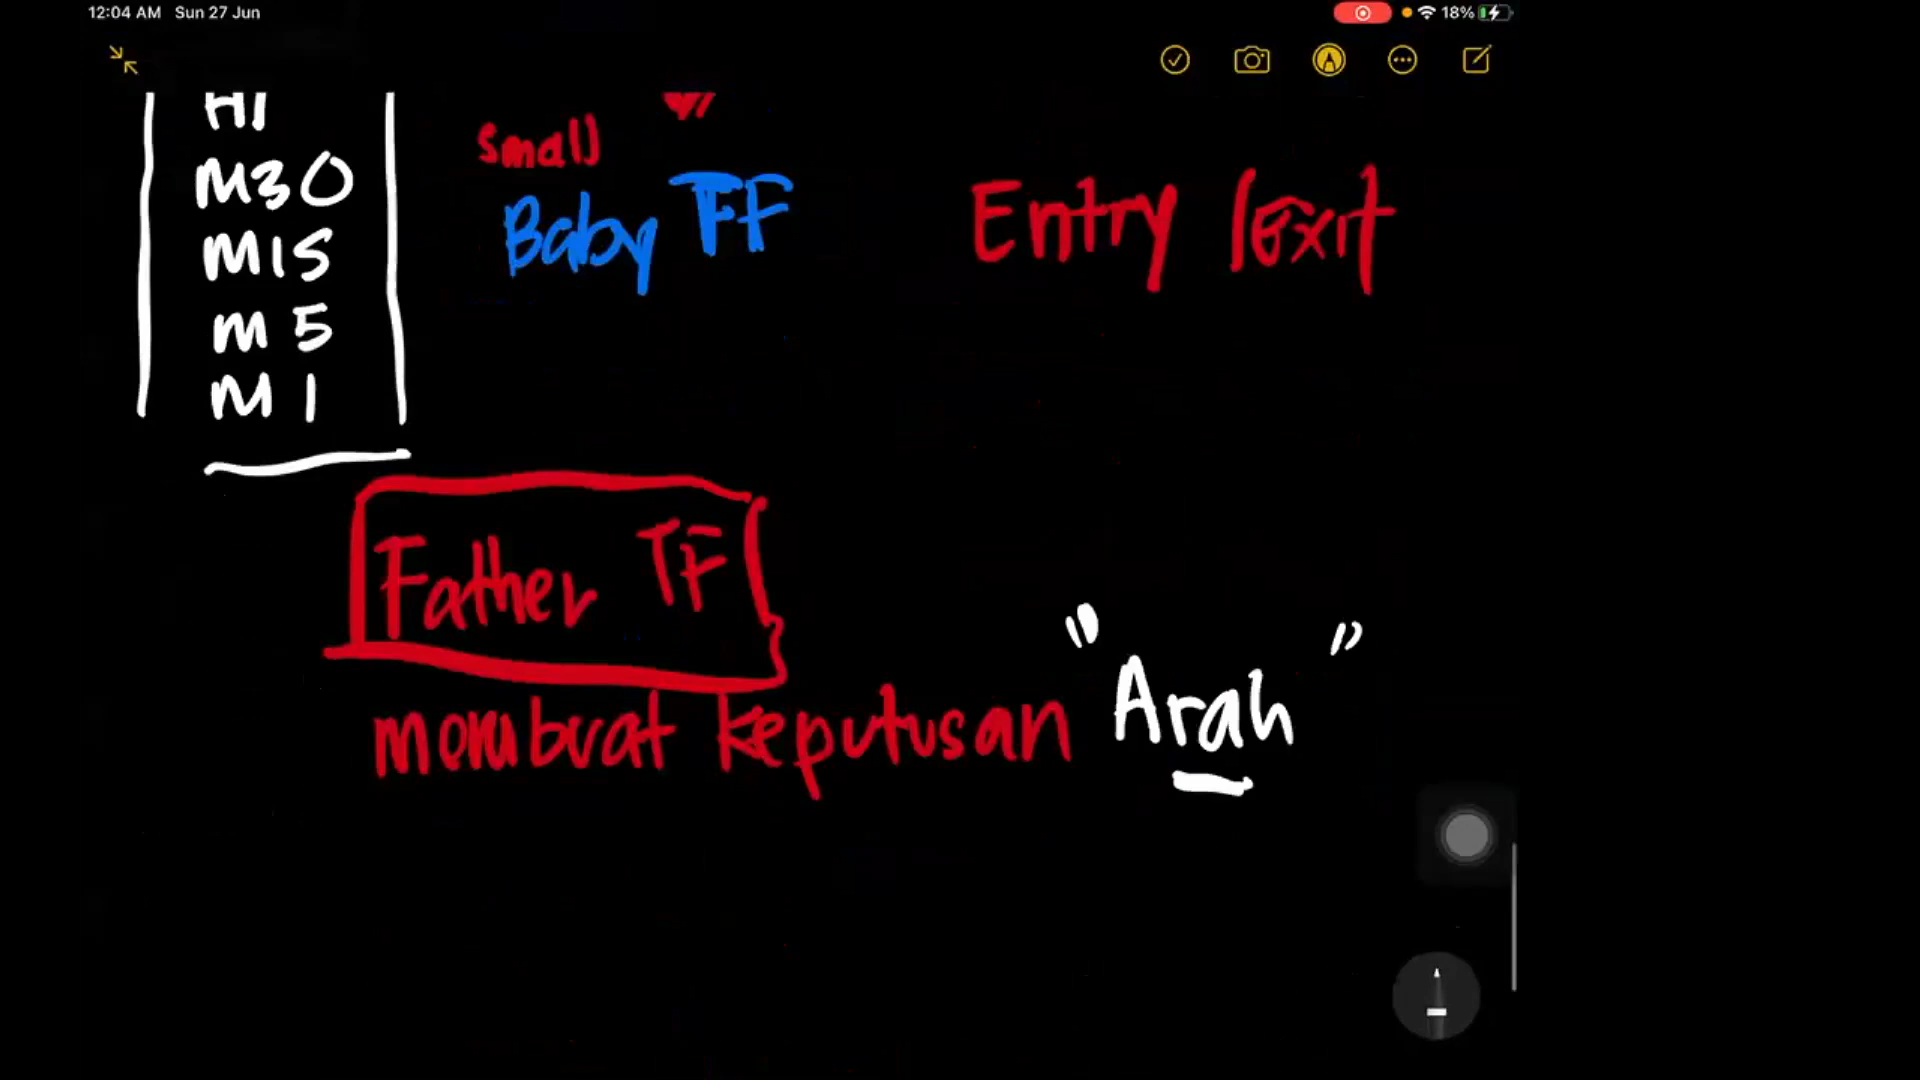 12:04 AM Sun 27 Jun
18%
H1
M30
M15
M5
M1
Small
Baby TF
Entry /Exit
Father TF
membuat keputusan "Arah"